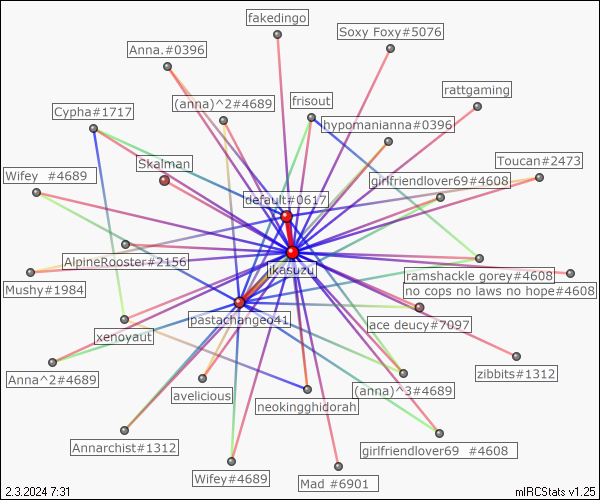 fakedingo
Soxy Foxy#5076
Anna.#0396
rattgaming
(anna)^2#4689
frisout
Cypha#1717
hypomanianna#0396
Skalman
Toucan#2473
Wifey  #4689
girlfriendlover69#4608
default#0617
AlpineRooster#2156
jkasuzu
ramshackle gorey#4608
Mushy#1984
no cops no laws no hope#4608
pastachangeo41
ace deucy#7097
xenoyaut
Anna^2#4689
zibbits#1312
(anna)^3#4689
avelicious
neokingghidorah
Annarchist#1312
girlfriendlover69  #4608
Wifey#4689
Mad #6901
2.3.2024 7:31
mIRCStats v1.25